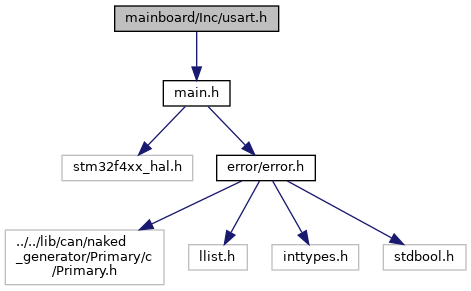 mainboard/Inc/usart.h
main.h
stm32f4xx_hal.h
error/error.h
../../lib/can/naked
_generator/Primary/c
/Primary.h
llist.h
inttypes.h
stdbool.h